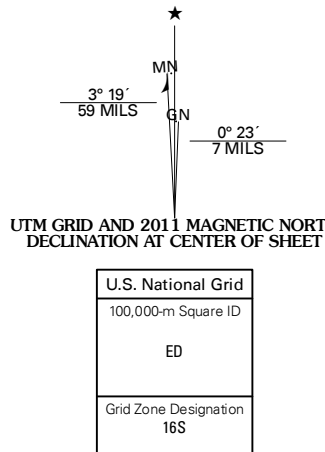 ★
MN
3° 19´
59 MILS
GN
0° 23´
7 MILS
UTM GRID AND 2011 MAGNETIC NORT
DECLINATION AT CENTER OF SHEET
U.S. National Grid
100,000-m Square ID
ED
Grid Zone Designation
16S